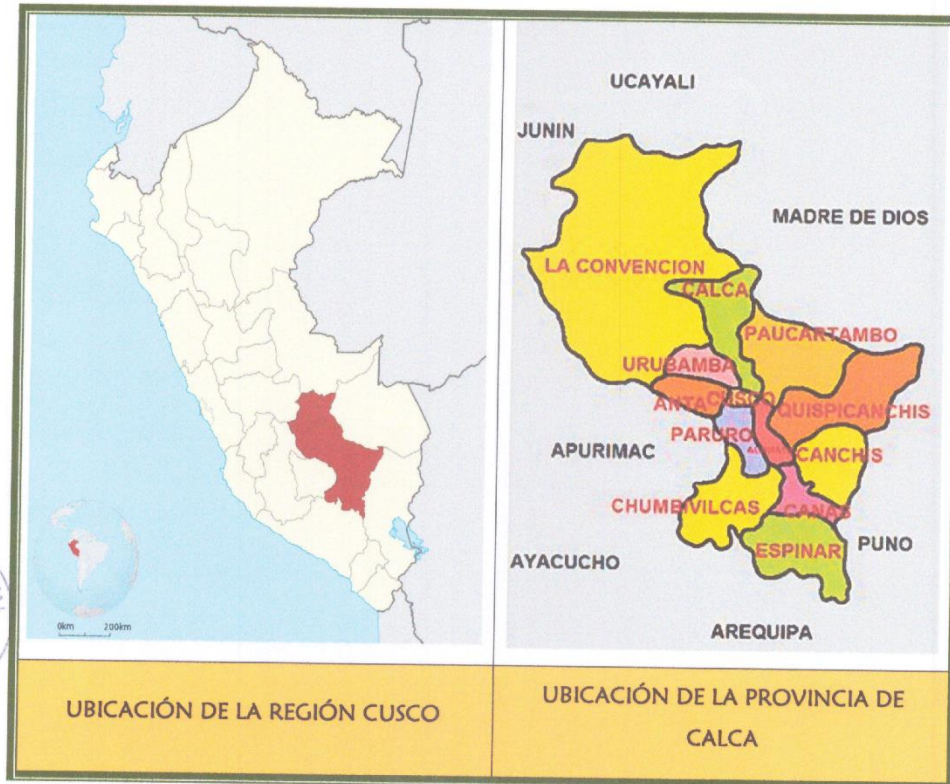 0km 200km
UBICACIÓN DE LA REGIÓN CUSCO
UCAYALI
JUNIN
MADRE DE DIOS
LA CONVENCION
CALCA
PAUCARTAMBO
URUBAMBA
ANTA
CUSCO
QUISPICANCHIS
PARURO
CANCHIS
APURIMAC
CHUMBIVILCAS
CANAS
ESPINAR
PUNO
AYACUCHO
AREQUIPA
UBICACIÓN DE LA PROVINCIA DE
CALCA